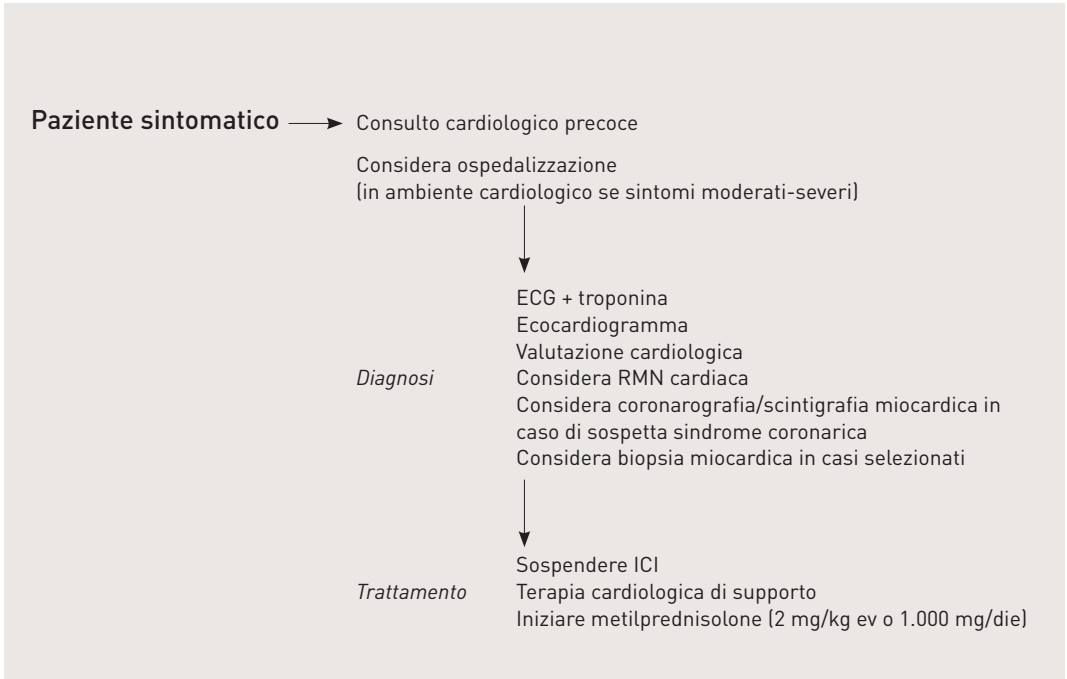 Paziente sintomatico
Consulto cardiologico precoce
Considera ospedalizzazione
(in ambiente cardiologico se sintomi moderati-severi)
ECG + troponina
Ecocardiogramma
Valutazione cardiologica
Diagnosi
Considera RMN cardiaca
Considera coronarografia/scintigrafia miocardica in
caso di sospetta sindrome coronarica
Considera biopsia miocardica in casi selezionati
Sospendere ICI
Trattamento
Terapia cardiologica di supporto
Iniziare metilprednisolone (2 mg/kg ev o 1.000 mg/die)